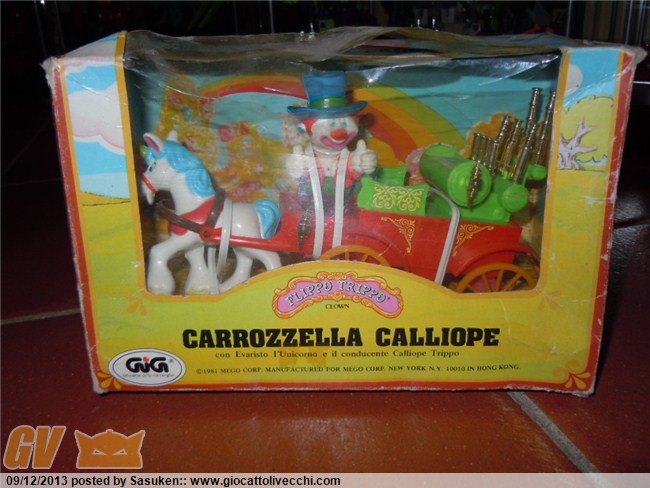 FLIPPO TRIPPO
CLOWN
CARROZZELLA CALLIOPE
con Evaristo l'Unicorno e il conducente Calliope Trippo
©1981 MEGO CORP. MANUFACTURED FOR MEGO CORP. NEW YORK N.Y. 10010 IN HONG KONG.
GiG ®
GV
09/12/2013 posted by Sasuken:: www.giocattolivecchi.com